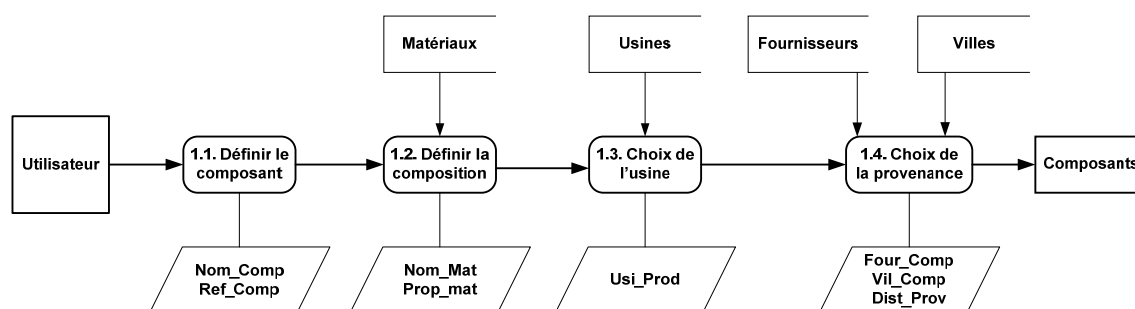 Matériaux
Usines
Fournisseurs
Villes
Utilisateur
1.1. Définir le
composant
1.2. Définir la
composition
1.3. Choix de
l’usine
1.4. Choix de
la provenance
Composants
Nom_Comp
Ref_Comp
Nom_Mat
Prop_mat
Usi_Prod
Four_Comp
Vil_Comp
Dist_Prov